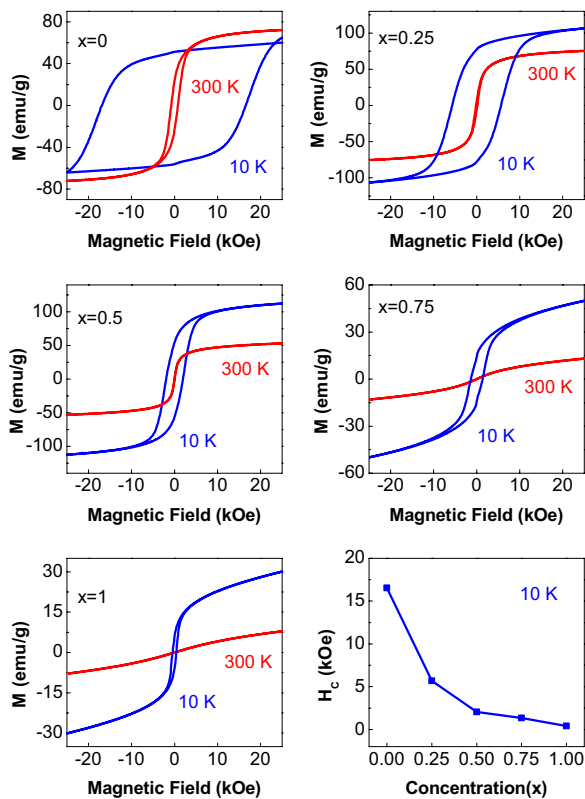 x=0
300 K
10 K
M (emu/g)
80
40
0
-40
-80
-20 -10 0 10 20
Magnetic Field (kOe)
x=0.25
300 K
10 K
M (emu/g)
100
50
0
-50
-100
-20 -10 0 10 20
Magnetic Field (kOe)
x=0.5
300 K
10 K
M (emu/g)
100
50
0
-50
-100
-20 -10 0 10 20
Magnetic Field (kOe)
x=0.75
300 K
10 K
M (emu/g)
60
30
0
-30
-60
-20 -10 0 10 20
Magnetic Field (kOe)
x=1
300 K
10 K
M (emu/g)
30
15
0
-15
-30
-20 -10 0 10 20
Magnetic Field (kOe)
10 K
H_C (kOe)
20
15
10
5
0
0.00 0.25 0.50 0.75 1.00
Concentration(x)